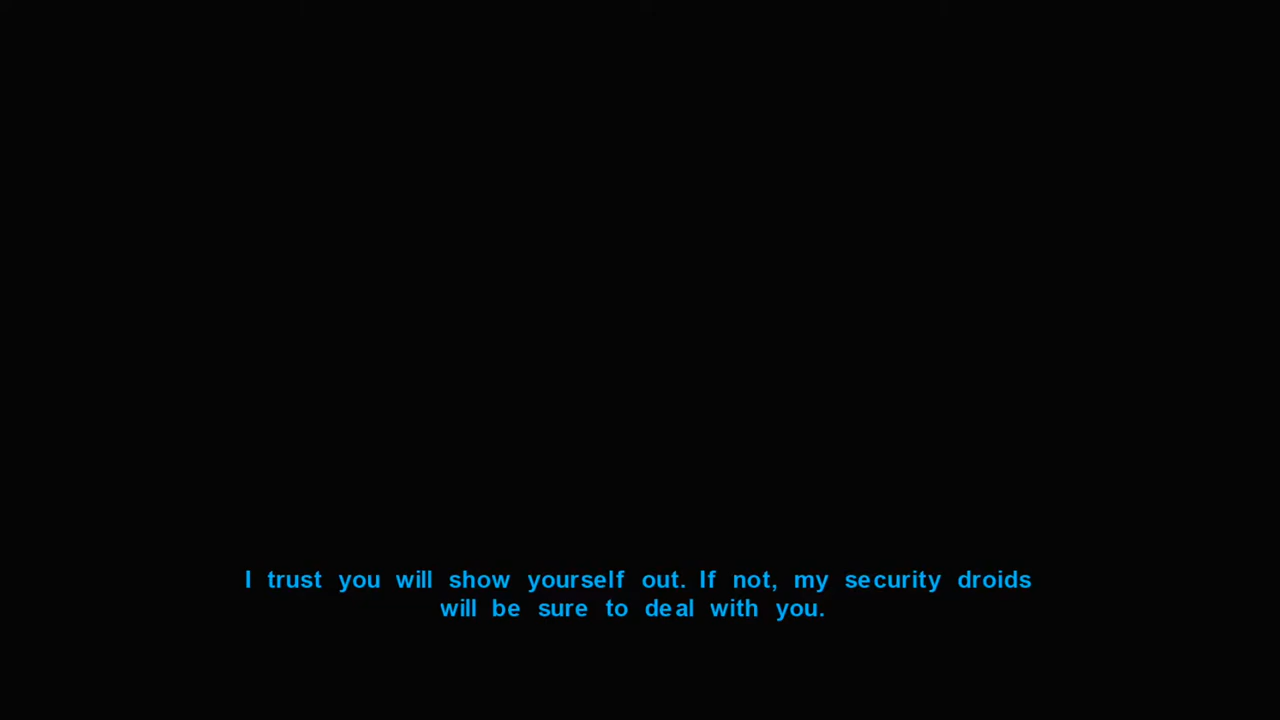 I trust you will show yourself out. If not, my security droids
will be sure to deal with you.